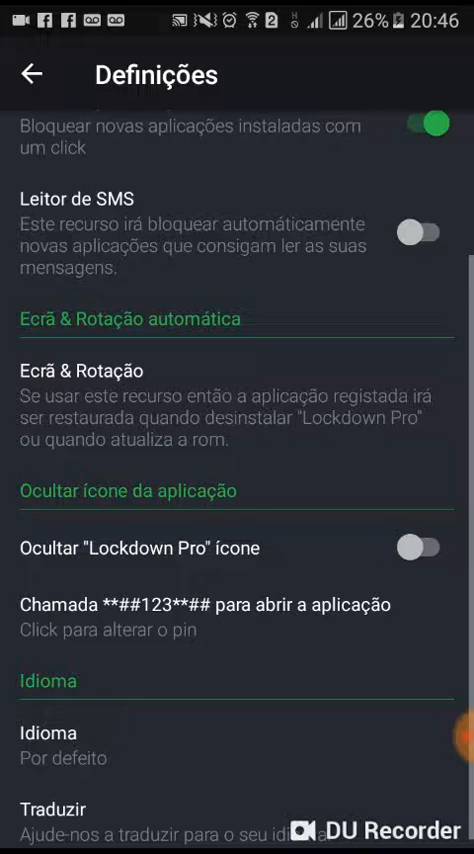 26% 20:46
Definições
Bloquear novas aplicações instaladas com
um click
Leitor de SMS
Este recurso irá bloquear automáticamente
novas aplicações que consigam ler as suas
mensagens.
Ecrã & Rotação automática
Ecrã & Rotação
Se usar este recurso então a aplicação registada irá
ser restaurada quando desinstalar "Lockdown Pro"
ou quando atualiza a rom.
Ocultar ícone da aplicação
Ocultar "Lockdown Pro" ícone
Chamada **##123**## para abrir a aplicação
Click para alterar o pin
Idioma
Idioma
Por defeito
Traduzir
Ajude-nos a traduzir para o seu
DU Recorder